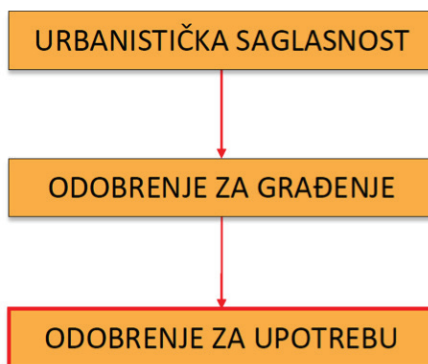 URBANISTIČKA SAGLASNOST
ODOBRENJE ZA GRAĐENJE
ODOBRENJE ZA UPOTREBU